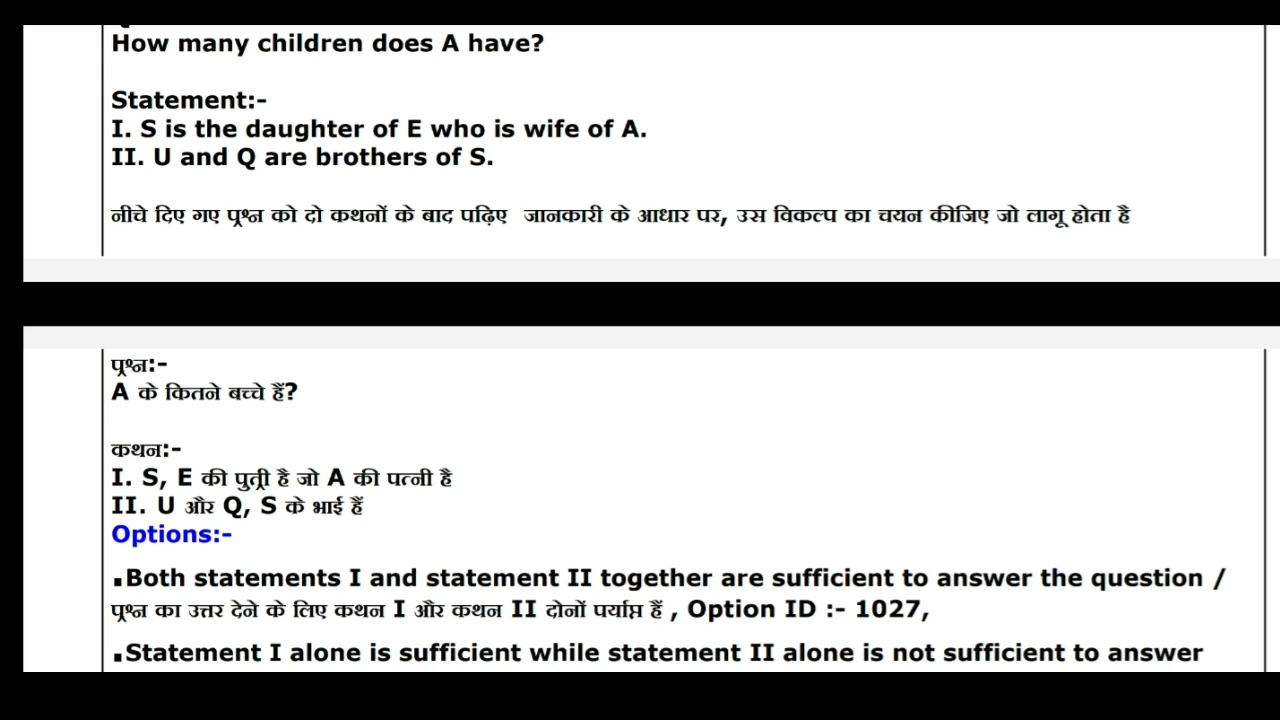 How many children does A have?
Statement:-
I. S is the daughter of E who is wife of A.
II. U and Q are brothers of S.
नीचे दिए गए प्रश्न को दो कथनों के बाद पढ़िए जानकारी के आधार पर, उस विकल्प का चयन कीजिए जो लागू होता है
प्रश्न:-
A के कितने बच्चे हैं?
कथन:-
I. S, E की पुत्री है जो A की पत्नी है
II. U और Q, S के भाई हैं
Options:-
▪Both statements I and statement II together are sufficient to answer the question /
प्रश्न का उत्तर देने के लिए कथन I और कथन II दोनों पर्याप्त हैं , Option ID :- 1027,
▪Statement I alone is sufficient while statement II alone is not sufficient to answer